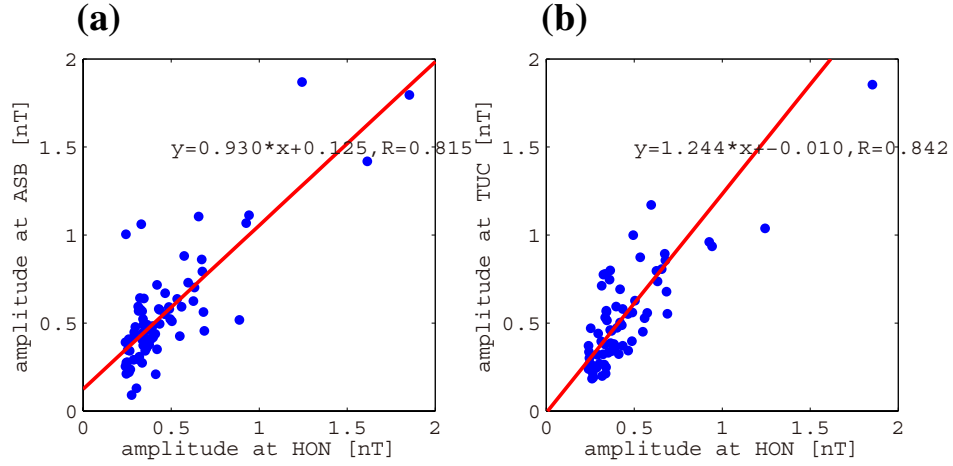 (a)
2
1.5
1
0.5
0
amplitude at ASB [nT]
y=0.930*x+0.125,R=0.815
0 0.5 1 1.5 2
amplitude at HON [nT]
(b)
2
1.5
1
0.5
0
amplitude at TUC [nT]
y=1.244*x+-0.010,R=0.842
0 0.5 1 1.5 2
amplitude at HON [nT]